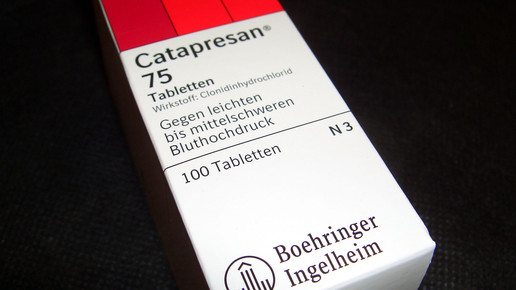 Catapresan®
75
Tabletten
Wirkstoff: Clonidinhydrochlorid
Gegen leichten
bis mittelschweren
Bluthochdruck
100 Tabletten N 3
Boehringer
Ingelheim